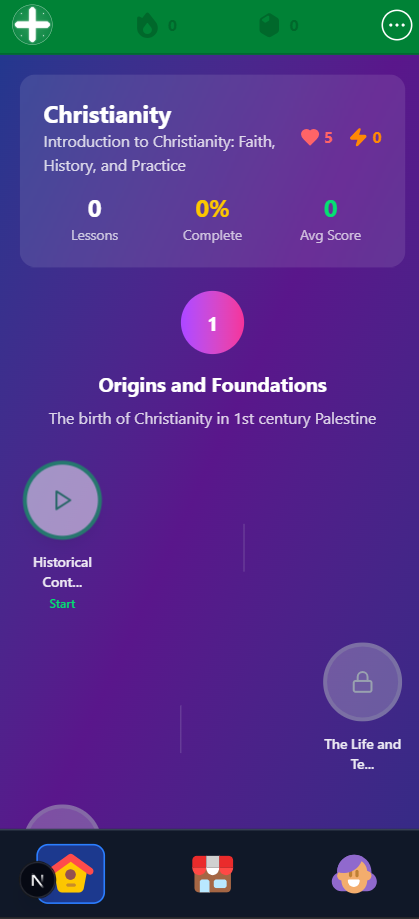 0 0
Christianity
Introduction to Christianity: Faith,
History, and Practice
5 0
0 0% 0
Lessons Complete Avg Score
1
Origins and Foundations
The birth of Christianity in 1st century Palestine
Historical
Cont...
Start
The Life and
Te...
N